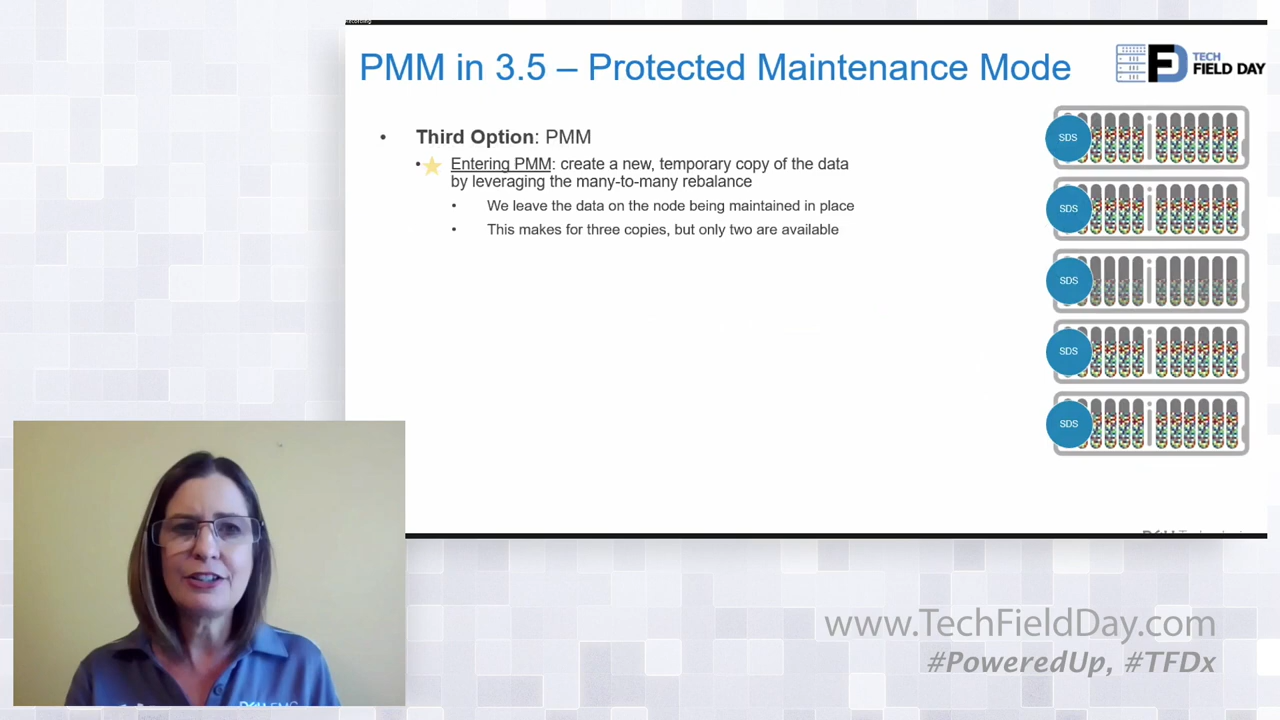 Recording
PMM in 3.5 – Protected Maintenance Mode
TECH
FIELD DAY
• Third Option: PMM
• Entering PMM: create a new, temporary copy of the data
by leveraging the many-to-many rebalance
• We leave the data on the node being maintained in place
• This makes for three copies, but only two are available
SDS
SDS
SDS
SDS
SDS
www.TechFieldDay.com
#PoweredUp, #TFDx